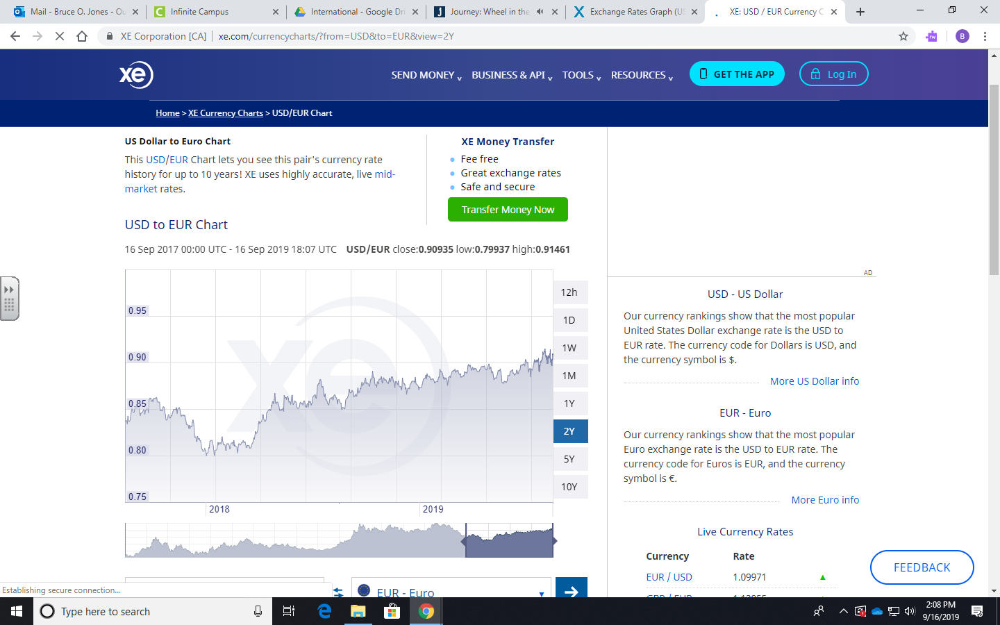 Mail - Bruce O. Jones - Ou
Infinite Campus
International - Google Dri
Journey: Wheel in the
Exchange Rates Graph (US
XE: USD / EUR Currency C
XE Corporation [CA]
xe.com/currencycharts/?from=USD&to=EUR&view=2Y
rw
B
xe
SEND MONEY
BUSINESS & API
TOOLS
RESOURCES
GET THE APP
Log In
Home > XE Currency Charts > USD/EUR Chart
US Dollar to Euro Chart
This USD/EUR Chart lets you see this pair's currency rate
history for up to 10 years! XE uses highly accurate, live mid-
market rates.
XE Money Transfer
Fee free
Great exchange rates
Safe and secure
Transfer Money Now
USD to EUR Chart
16 Sep 2017 00:00 UTC - 16 Sep 2019 18:07 UTC USD/EUR close:0.90935 low:0.79937 high:0.91461
xe
0.95
0.90
0.85
0.80
0.75
2018
2019
12h
1D
1W
1M
1Y
2Y
5Y
10Y
AD
USD - US Dollar
Our currency rankings show that the most popular
United States Dollar exchange rate is the USD to
EUR rate. The currency code for Dollars is USD, and
the currency symbol is $.
More US Dollar info
EUR - Euro
Our currency rankings show that the most popular
Euro exchange rate is the USD to EUR rate. The
currency code for Euros is EUR, and the currency
symbol is €.
More Euro info
Live Currency Rates
Currency Rate
EUR / USD 1.09971
EUR - Euro
FEEDBACK
Establishing secure connection...
Type here to search
2:08 PM
9/16/2019